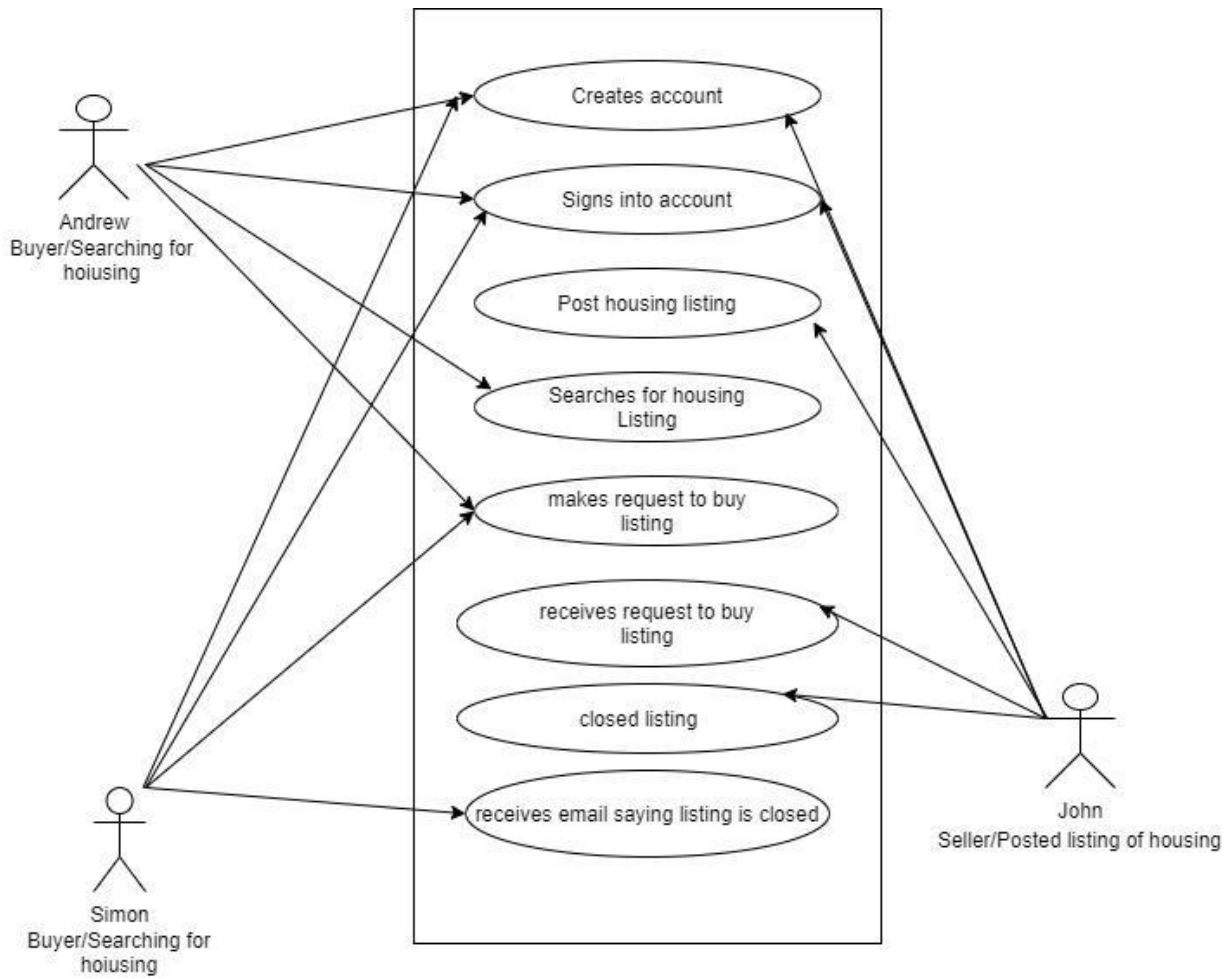 Creates account
Signs into account
Post housing listing
Searches for housing
Listing
makes request to buy
listing
receives request to buy
listing
closed listing
receives email saying listing is closed
Andrew
Buyer/Searching for
hoiusing
Simon
Buyer/Searching for
hoiusing
John
Seller/Posted listing of housing